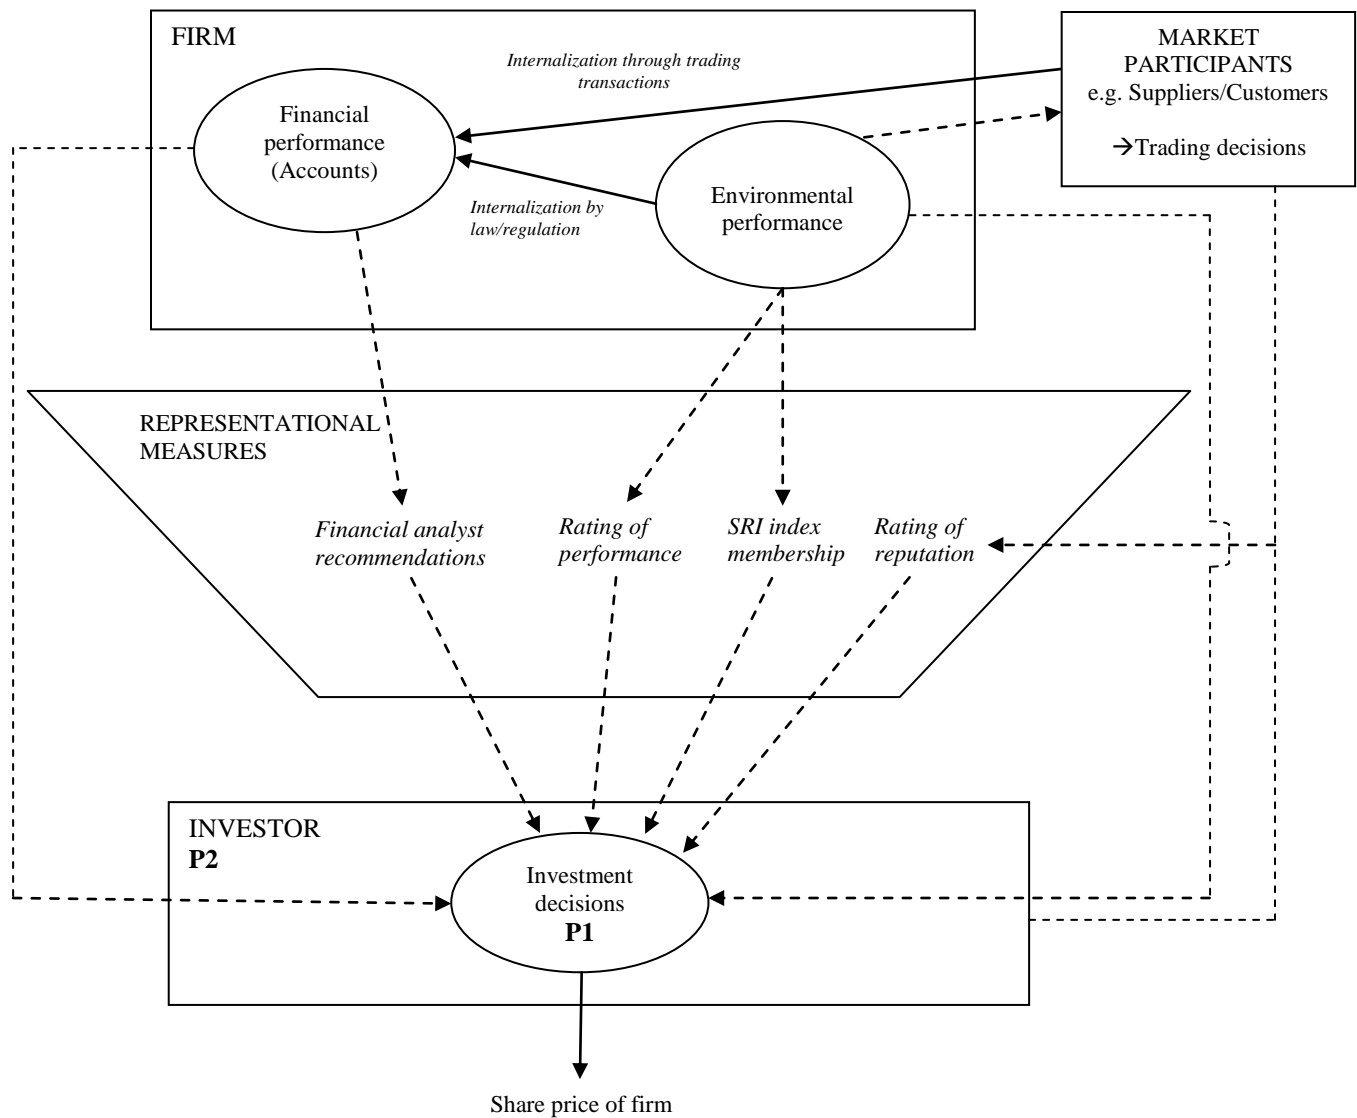 FIRM
Internalization through trading
transactions
MARKET
PARTICIPANTS
e.g. Suppliers/Customers
→Trading decisions
Financial
performance
(Accounts)
Internalization by
law/regulation
Environmental
performance
REPRESENTATIONAL
MEASURES
Financial analyst
recommendations
Rating of
performance
SRI index
membership
Rating of
reputation
INVESTOR
P2
Investment
decisions
P1
Share price of firm